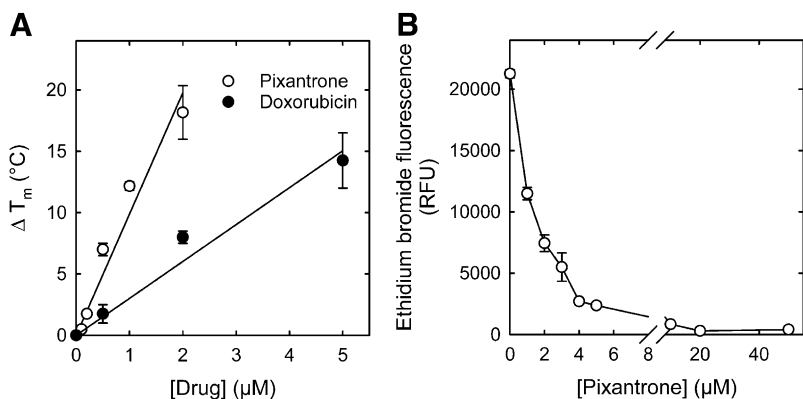 A
Δ Tm (°C)
20
15
10
5
0
Pixantrone
Doxorubicin
0 1 2 3 4 5
[Drug] (µM)
B
Ethidium bromide fluorescence
(RFU)
20000
15000
10000
5000
0
0 2 4 6 8 20 40
[Pixantrone] (µM)